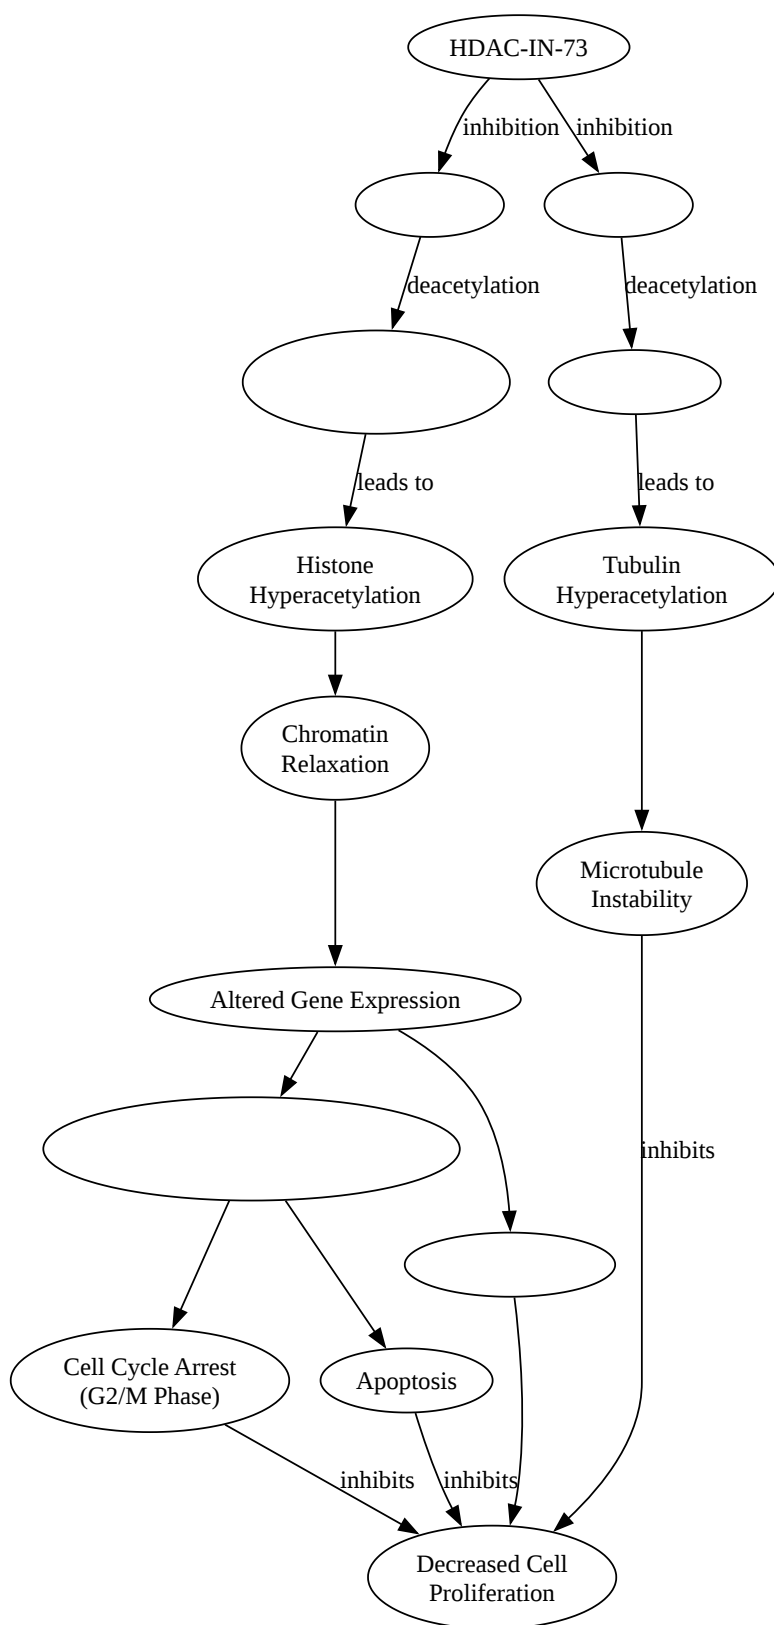 HDAC-IN-73
inhibition
inhibition
deacetylation
deacetylation
leads to
leads to
Histone
Hyperacetylation
Tubulin
Hyperacetylation
Chromatin
Relaxation
Microtubule
Instability
Altered Gene Expression
inhibits
Cell Cycle Arrest
(G2/M Phase)
Apoptosis
inhibits
inhibits
Decreased Cell
Proliferation